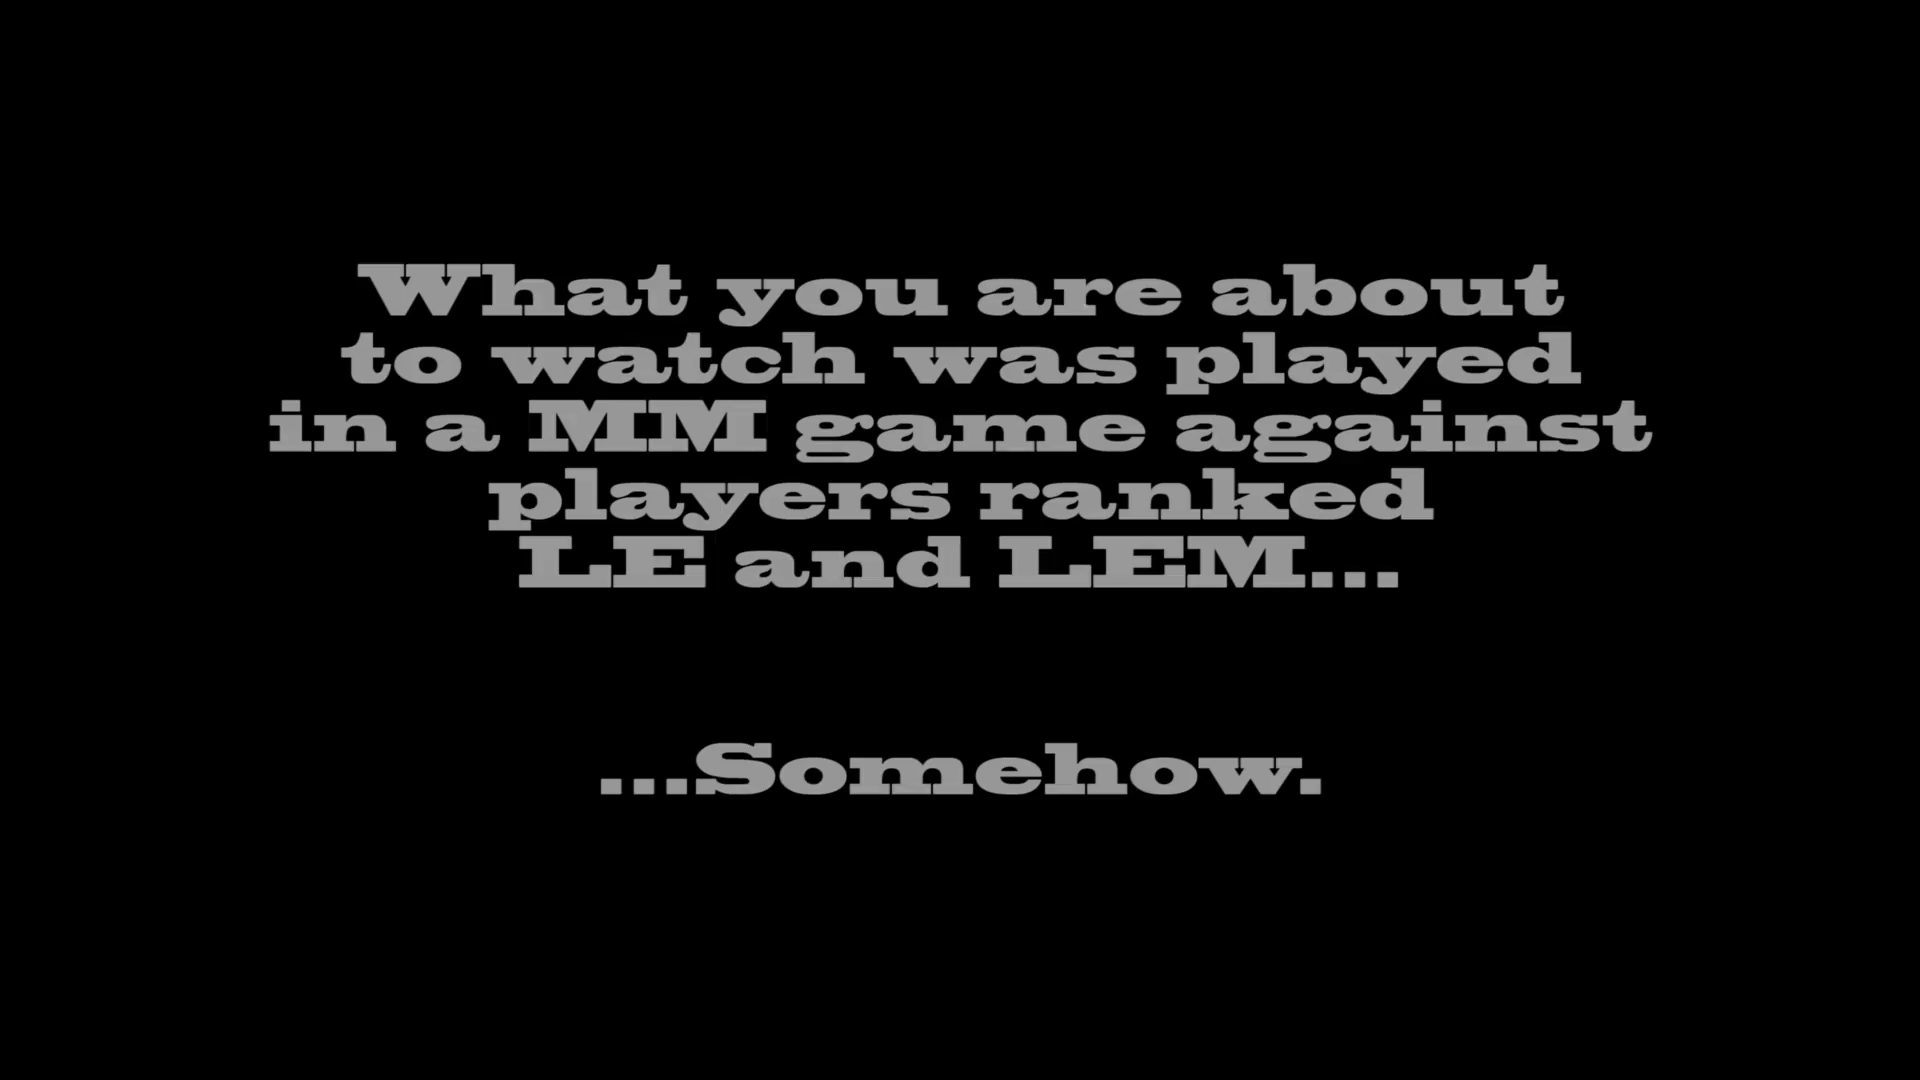 What you are about
to watch was played
in a MM game against
players ranked
LE and LEM...
...Somehow.